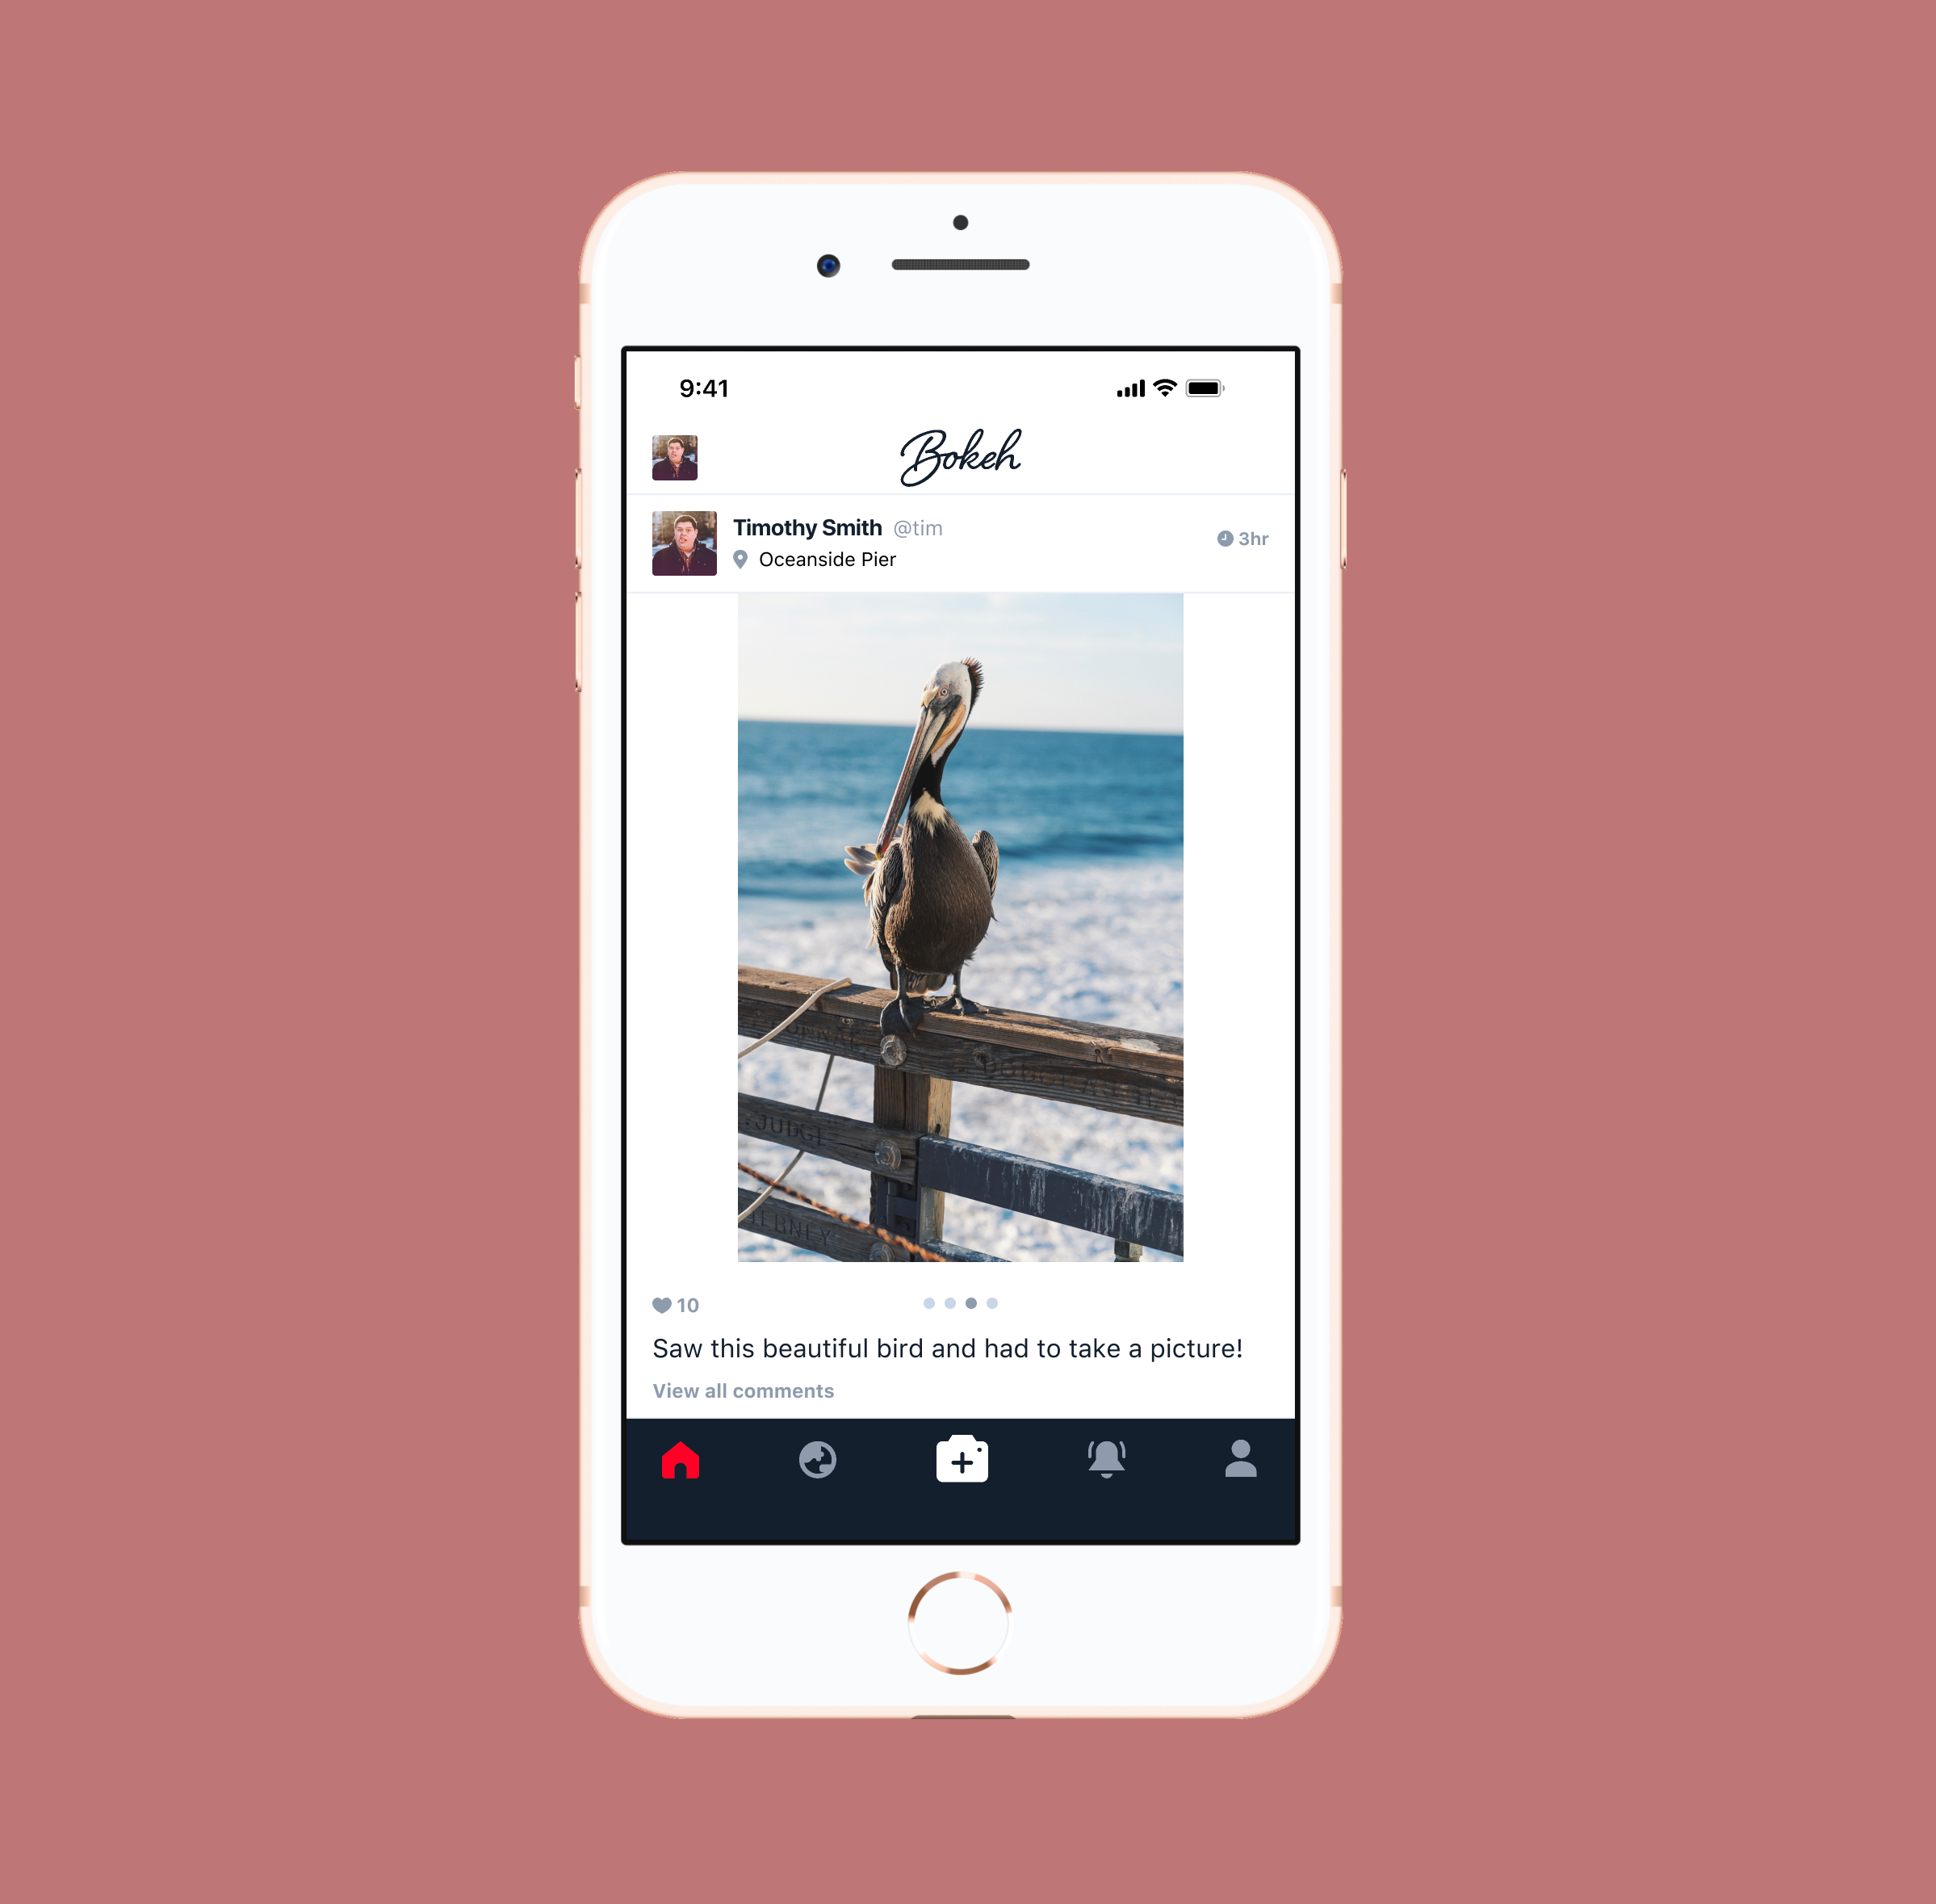 9:41
Bokeh
Timothy Smith @tim
3hr
Oceanside Pier
JUDGE
10
Saw this beautiful bird and had to take a picture!
View all comments